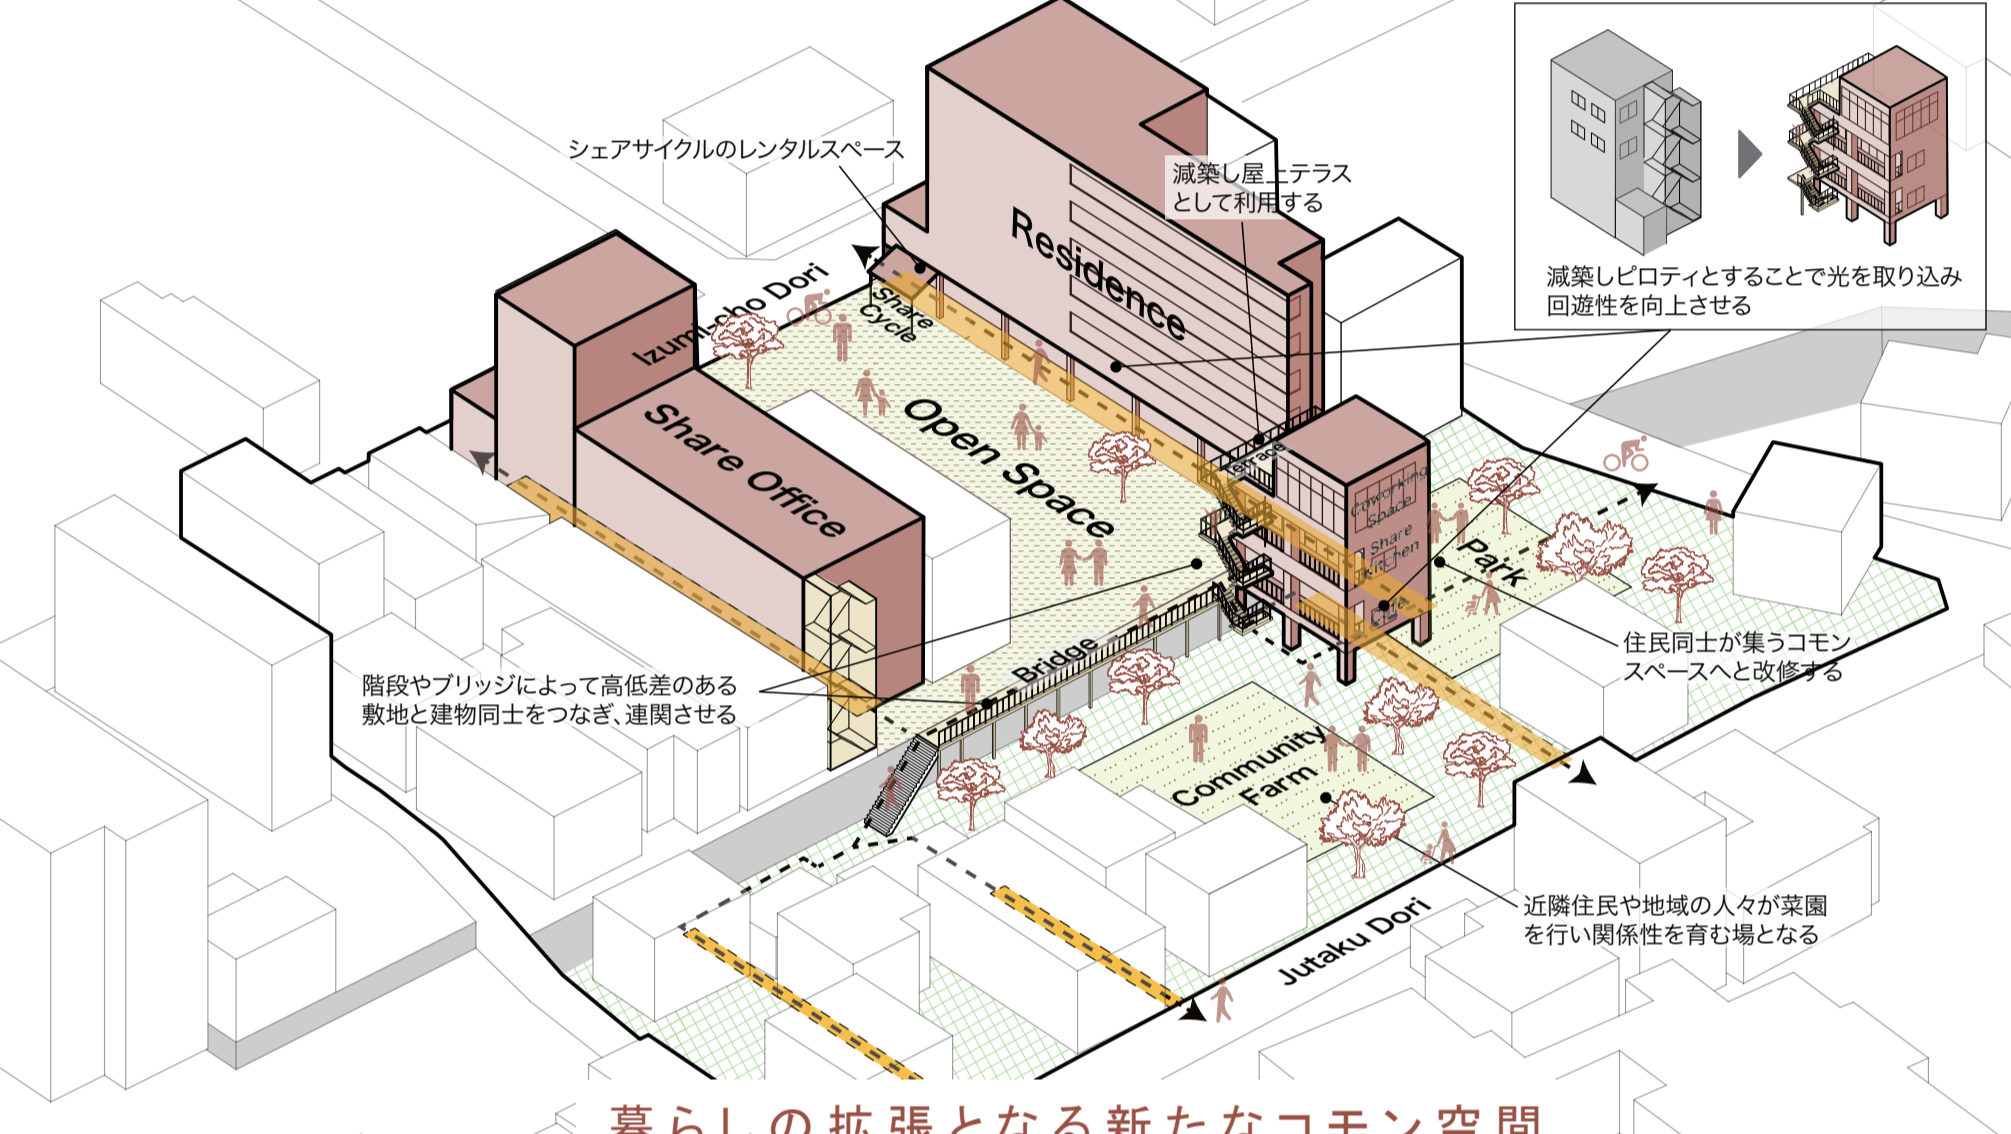 シェアサイクルのレンタルスペース
減築し屋上テラス
として利用する
減築しピロティとすることで光を取り込み
回遊性を向上させる
Izumi-cho Dori
Share
Cycle
Residence
Share Office
Open Space
Terrace
Coworking
Space
Share
Kitchen
Park
Bridge
階段やブリッジによって高低差のある
敷地と建物同士をつなぎ、連関させる
住民同士が集うコモン
スペースへと改修する
Community
Farm
近隣住民や地域の人々が菜園
を行い関係性を育む場となる
Jutaku Dori
暮らしの拡張となる新たなコモン空間